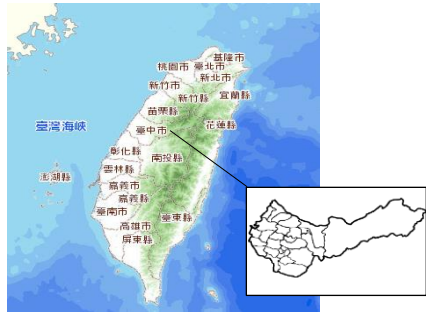 基隆市
桃園市 臺北市
新北市
新竹市
新竹縣 宜蘭縣
苗栗縣
臺中市 花蓮縣
臺灣海峽
彰化縣
南投縣
雲林縣
澎湖縣
嘉義市
嘉義縣
臺南市 臺東縣
高雄市
屏東縣